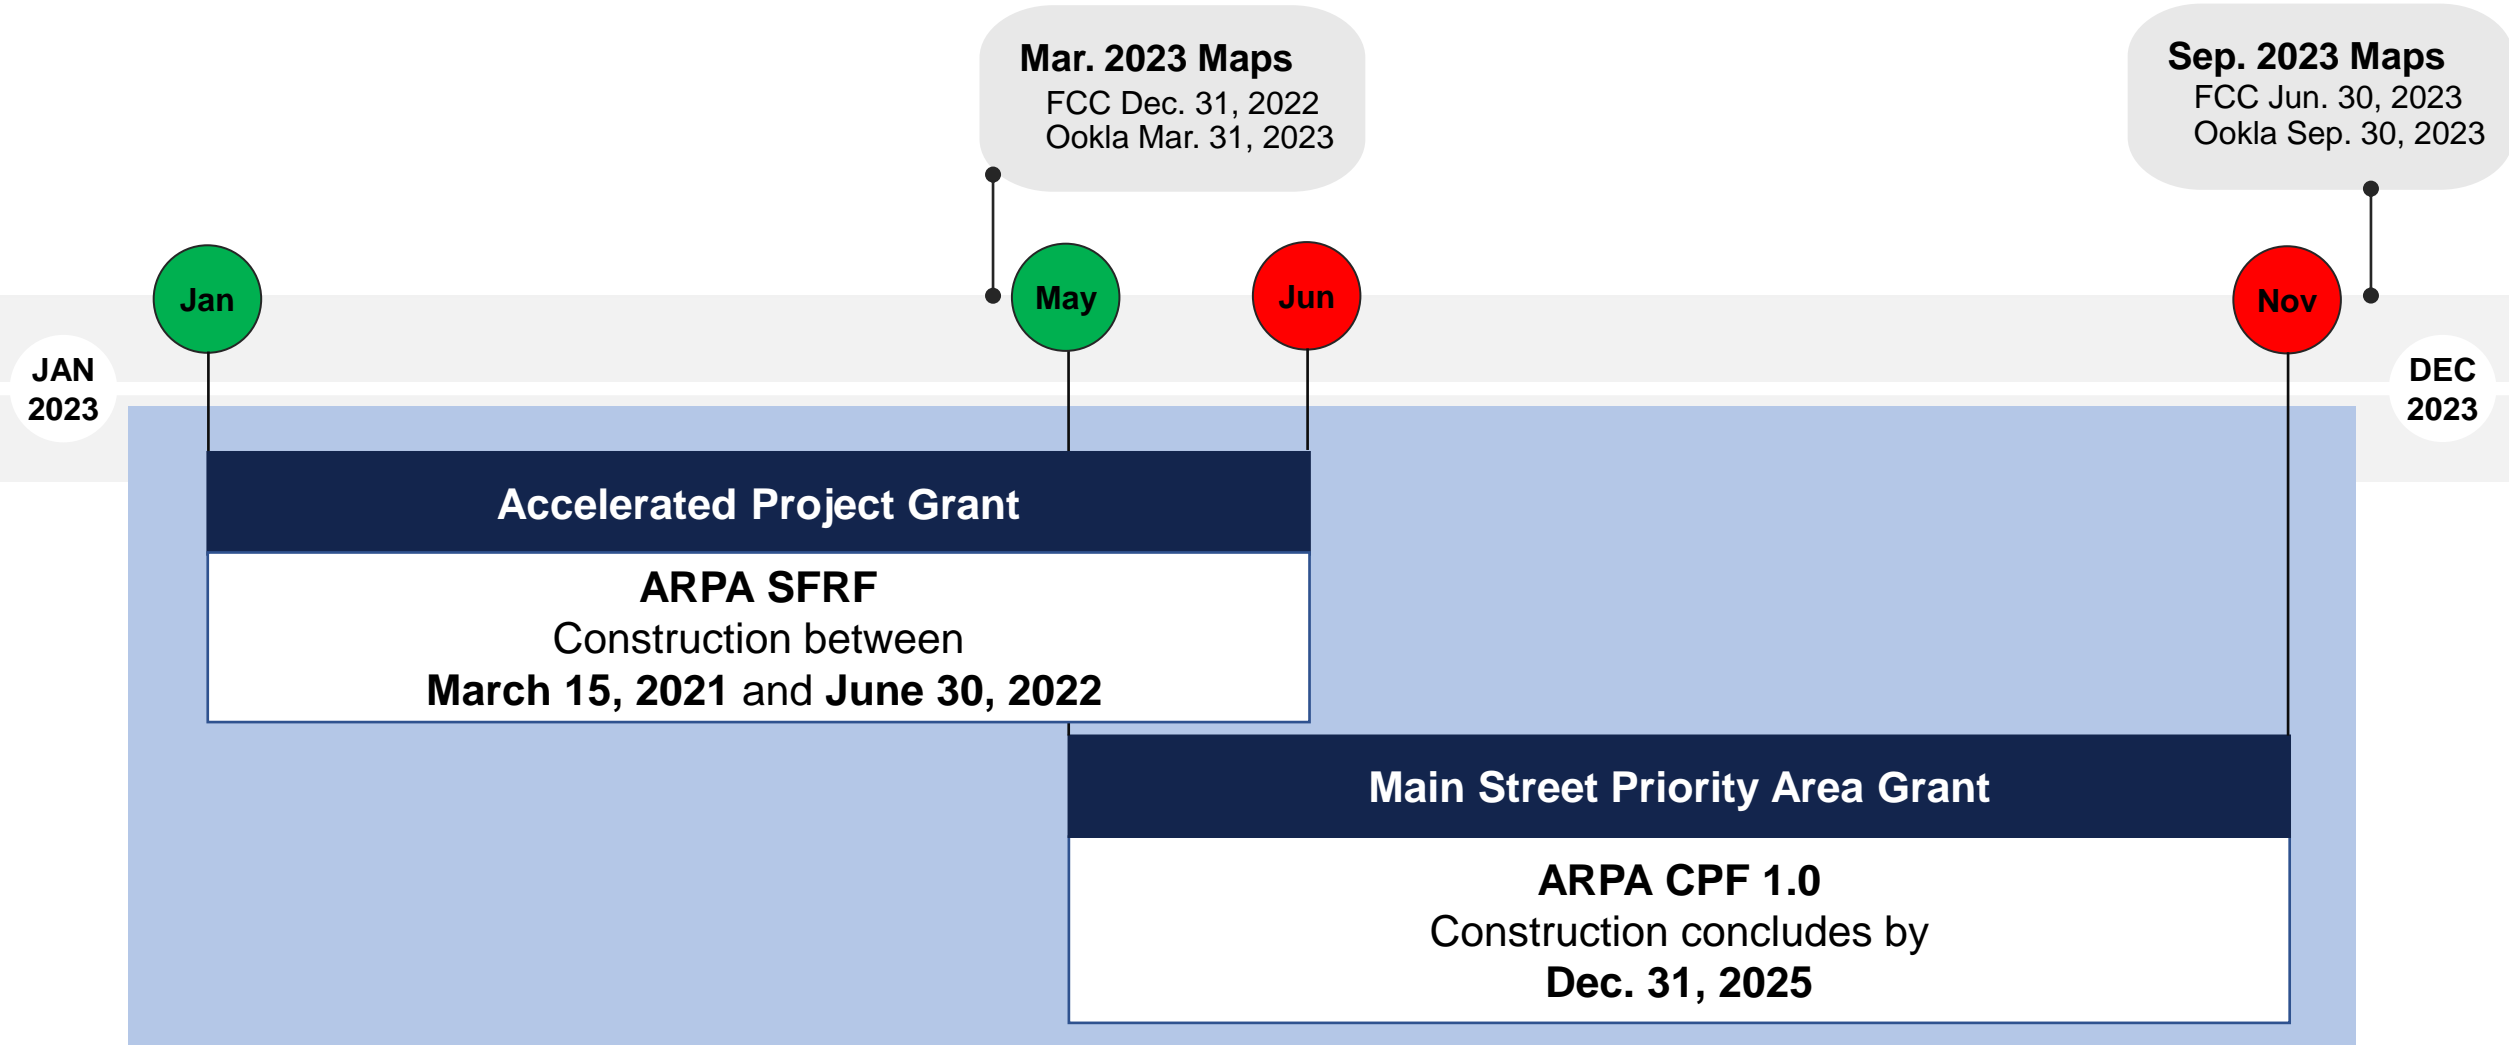 Mar. 2023 Maps
FCC Dec. 31, 2022
Ookla Mar. 31, 2023
Sep. 2023 Maps
FCC Jun. 30, 2023
Ookla Sep. 30, 2023
Jan
May
Jun
Nov
JAN
2023
DEC
2023
Accelerated Project Grant
ARPA SFRF
Construction between
March 15, 2021 and June 30, 2022
Main Street Priority Area Grant
ARPA CPF 1.0
Construction concludes by
Dec. 31, 2025